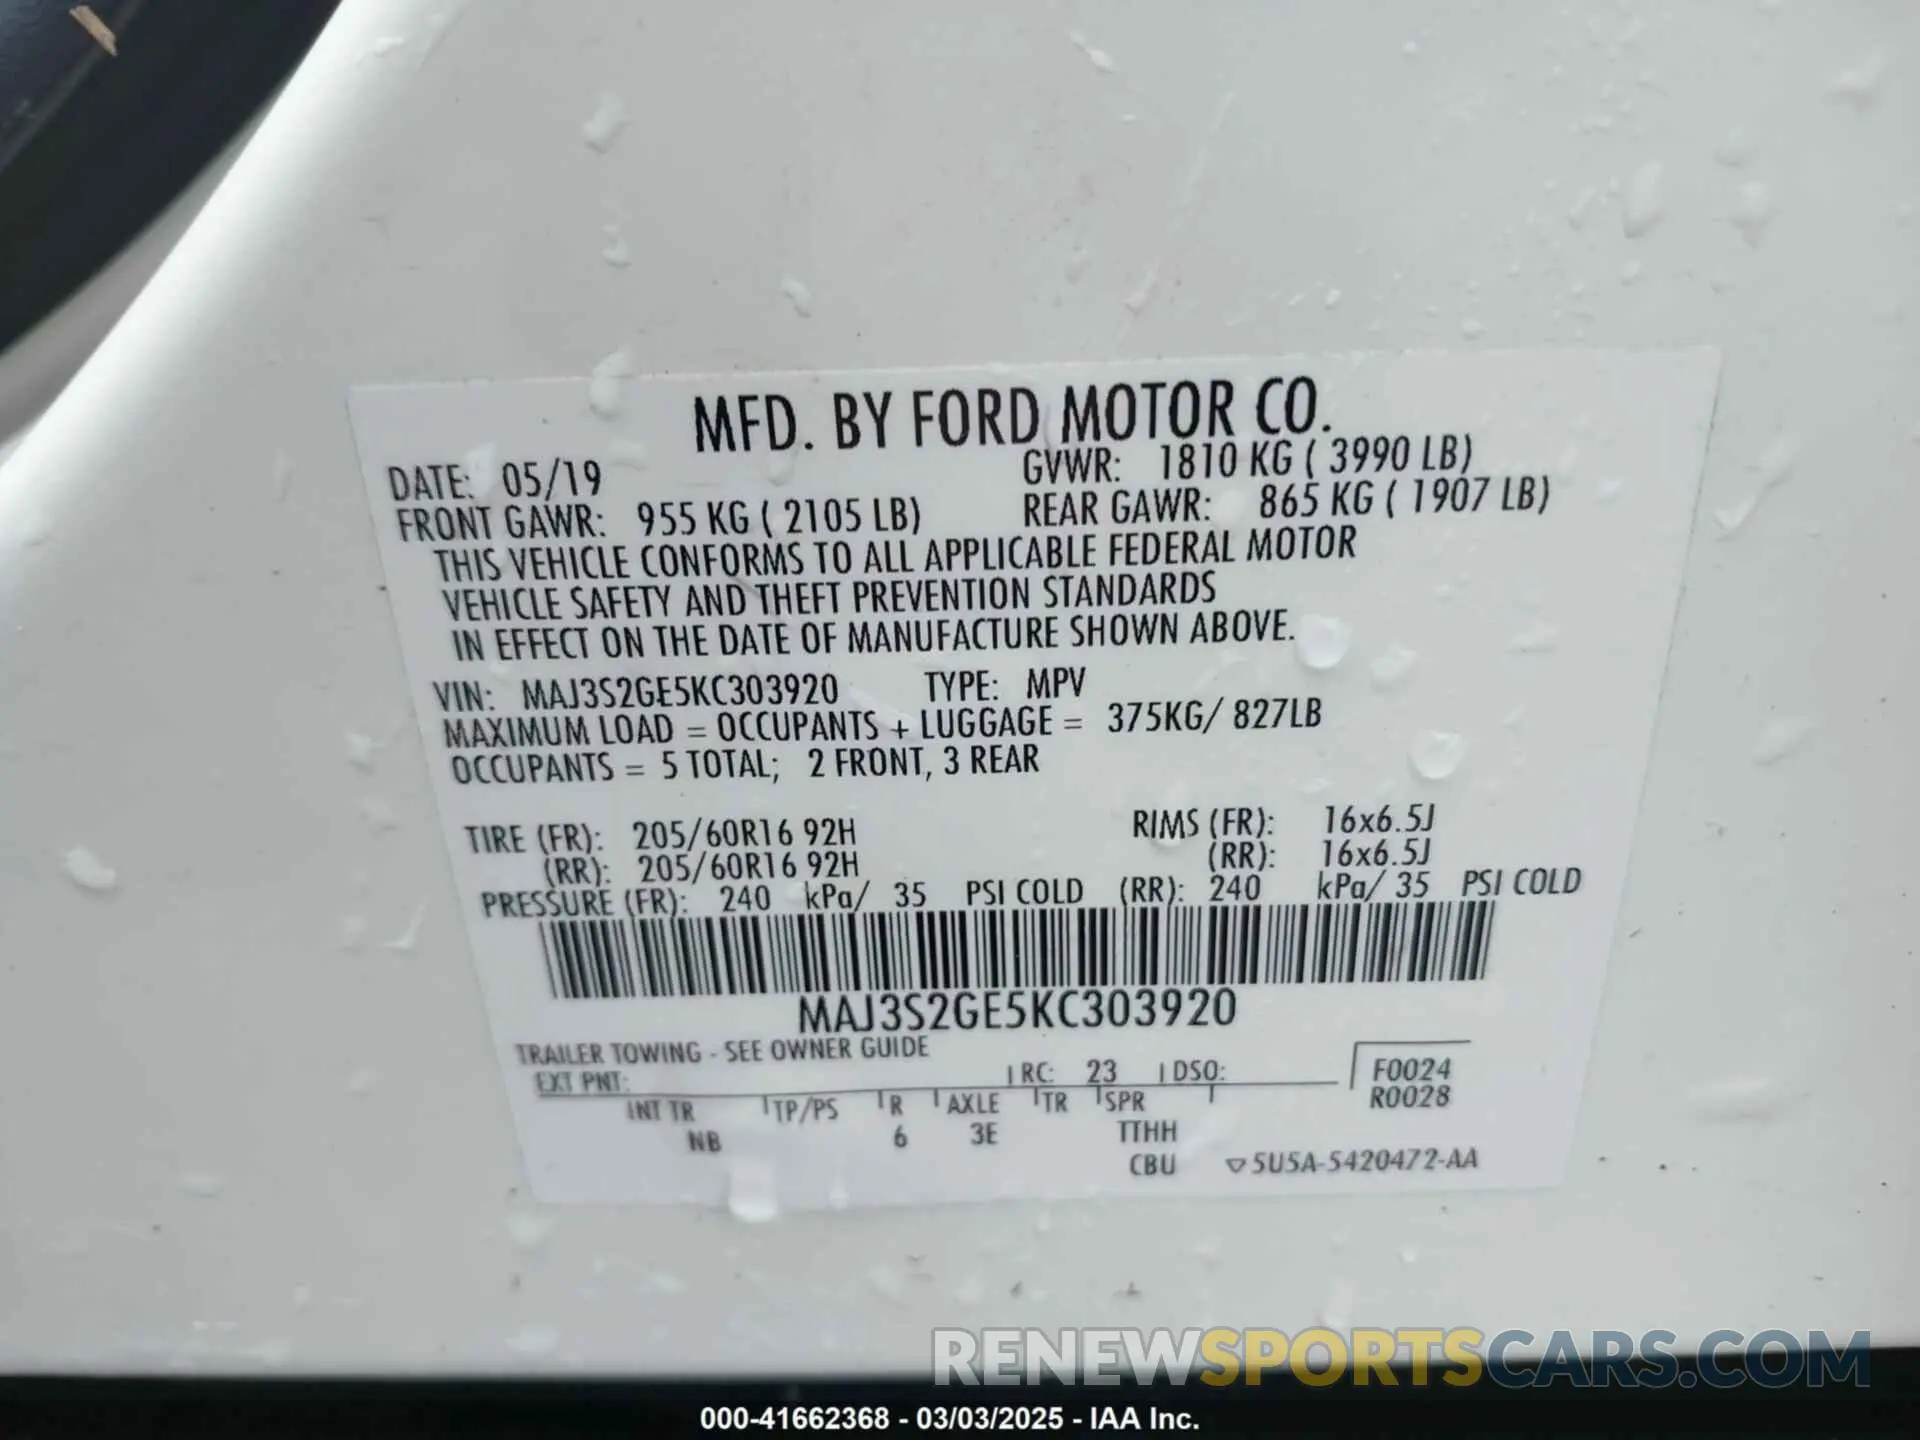 MFD. BY FORD MOTOR CO.
DATE: 05/19 GVWR: 1810 KG ( 3990 LB)
FRONT GAWR: 955 KG ( 2105 LB) REAR GAWR: 865 KG ( 1907 LB)
THIS VEHICLE CONFORMS TO ALL APPLICABLE FEDERAL MOTOR
VEHICLE SAFETY AND THEFT PREVENTION STANDARDS
IN EFFECT ON THE DATE OF MANUFACTURE SHOWN ABOVE.
VIN: MAJ3S2GE5KC303920 TYPE: MPV
MAXIMUM LOAD = OCCUPANTS + LUGGAGE = 375KG/ 827LB
OCCUPANTS = 5 TOTAL; 2 FRONT, 3 REAR
TIRE (FR): 205/60R16 92H RIMS (FR): 16x6.5J
(RR): 205/60R16 92H (RR): 16x6.5J
PRESSURE (FR): 240 kPa/ 35 PSI COLD (RR): 240 kPa/ 35 PSI COLD
MAJ3S2GE5KC303920
TRAILER TOWING - SEE OWNER GUIDE
EXT PNT: RC: 23 DSO: F0024
R0028
INT TR TP/PS R AXLE TR SPR
NB 6 3E TTHH
CBU ▽5U5A-5420472-AA
RENEWSPORTSCARS.COM
000-41662368 - 03/03/2025 - IAA Inc.